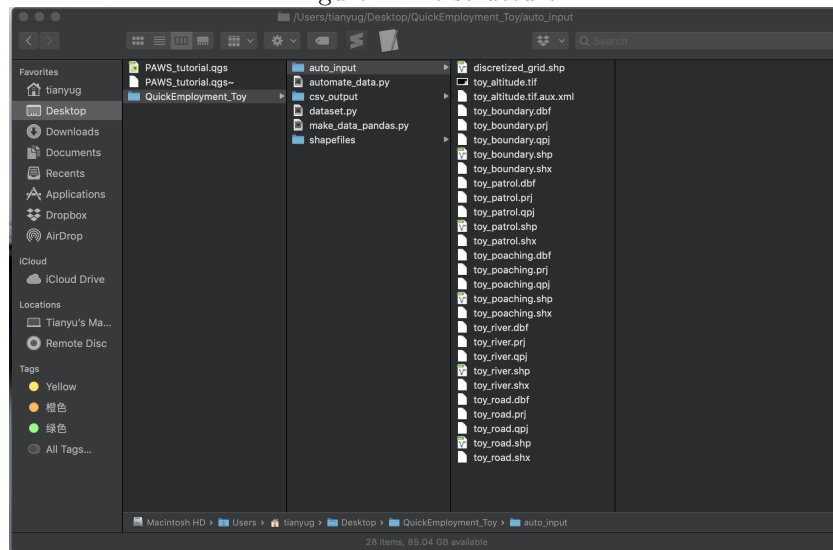 /Users/tianyug/Desktop/QuickEmployment_Toy/auto_input
Search
Favorites
tianyug
Desktop
Downloads
Documents
Recents
Applications
Dropbox
AirDrop
iCloud
iCloud Drive
Locations
Tianyu's Ma...
Remote Disc
Tags
Yellow
橙色
绿色
All Tags...
PAWS_tutorial.qgs
PAWS_tutorial.qgs~
QuickEmployment_Toy
auto_input
automate_data.py
csv_output
dataset.py
make_data_pandas.py
shapefiles
discretized_grid.shp
toy_altitude.tif
toy_altitude.tif.aux.xml
toy_boundary.dbf
toy_boundary.prj
toy_boundary.qpj
toy_boundary.shp
toy_boundary.shx
toy_patrol.dbf
toy_patrol.prj
toy_patrol.qpj
toy_patrol.shp
toy_patrol.shx
toy_poaching.dbf
toy_poaching.prj
toy_poaching.qpj
toy_poaching.shp
toy_poaching.shx
toy_river.dbf
toy_river.prj
toy_river.qpj
toy_river.shp
toy_river.shx
toy_road.dbf
toy_road.prj
toy_road.qpj
toy_road.shp
toy_road.shx
Macintosh HD › Users › tianyug › Desktop › QuickEmployment_Toy › auto_input
28 items, 85.04 GB available